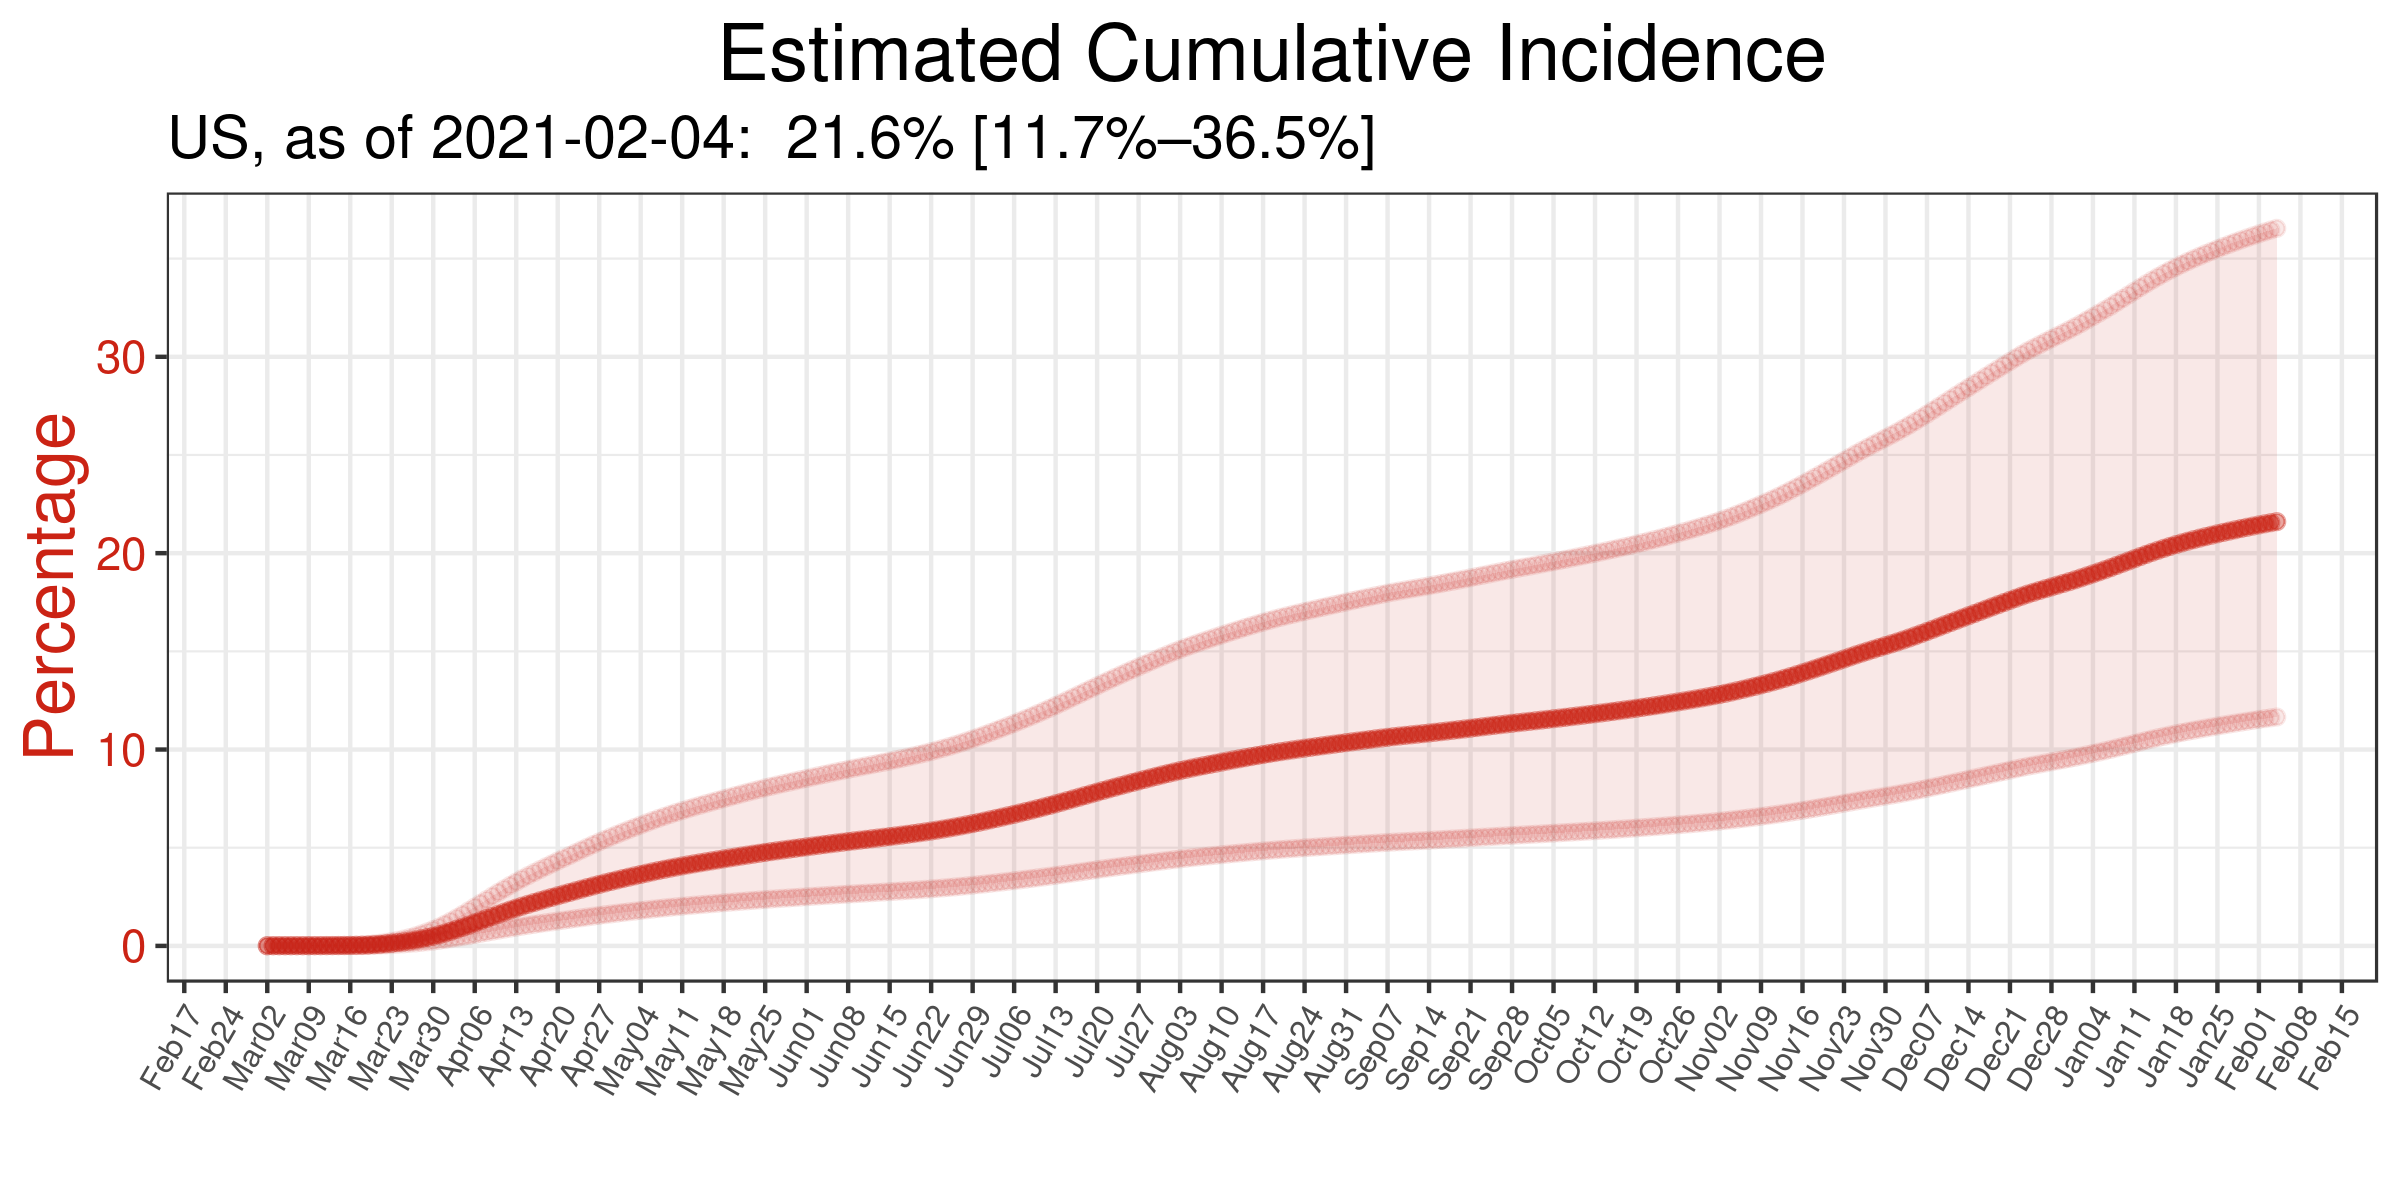 Estimated Cumulative Incidence
US, as of 2021-02-04:  21.6% [11.7%–36.5%]
Percentage
30
20
10
0
Feb17
Feb24
Mar02
Mar09
Mar16
Mar23
Mar30
Apr06
Apr13
Apr20
Apr27
May04
May11
May18
May25
Jun01
Jun08
Jun15
Jun22
Jun29
Jul06
Jul13
Jul20
Jul27
Aug03
Aug10
Aug17
Aug24
Aug31
Sep07
Sep14
Sep21
Sep28
Oct05
Oct12
Oct19
Oct26
Nov02
Nov09
Nov16
Nov23
Nov30
Dec07
Dec14
Dec21
Dec28
Jan04
Jan11
Jan18
Jan25
Feb01
Feb08
Feb15